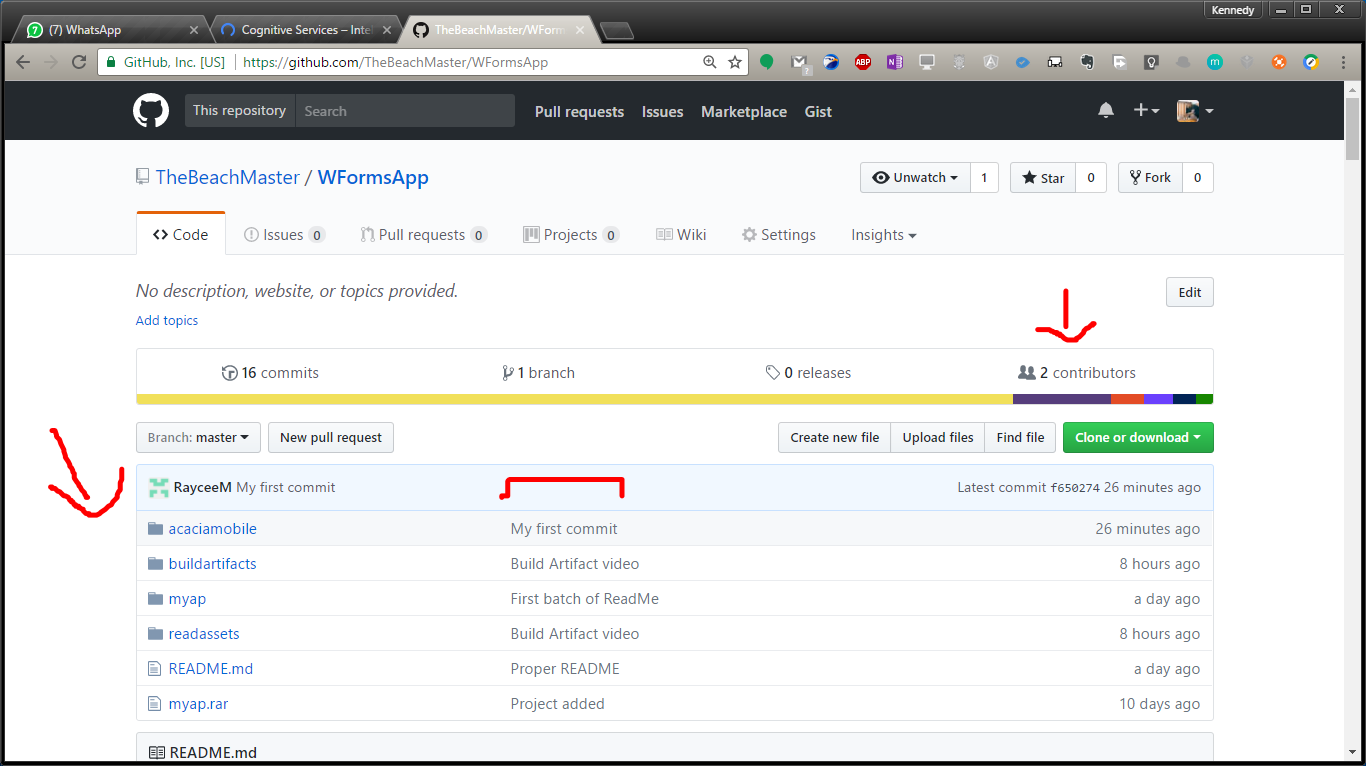 Kennedy
7 (7) WhatsApp
Cognitive Services – Inte
TheBeachMaster/WForm
GitHub, Inc. [US] https://github.com/TheBeachMaster/WFormsApp
This repository Search Pull requests Issues Marketplace Gist
TheBeachMaster / WFormsApp
Unwatch 1 Star 0 Fork 0
Code Issues 0 Pull requests 0 Projects 0 Wiki Settings Insights
No description, website, or topics provided.
Edit
Add topics
16 commits 1 branch 0 releases 2 contributors
Branch: master New pull request Create new file Upload files Find file Clone or download
RayceeM My first commit Latest commit f650274 26 minutes ago
acaciamobile My first commit 26 minutes ago
buildartifacts Build Artifact video 8 hours ago
myap First batch of ReadMe a day ago
readassets Build Artifact video 8 hours ago
README.md Proper README a day ago
myap.rar Project added 10 days ago
README.md